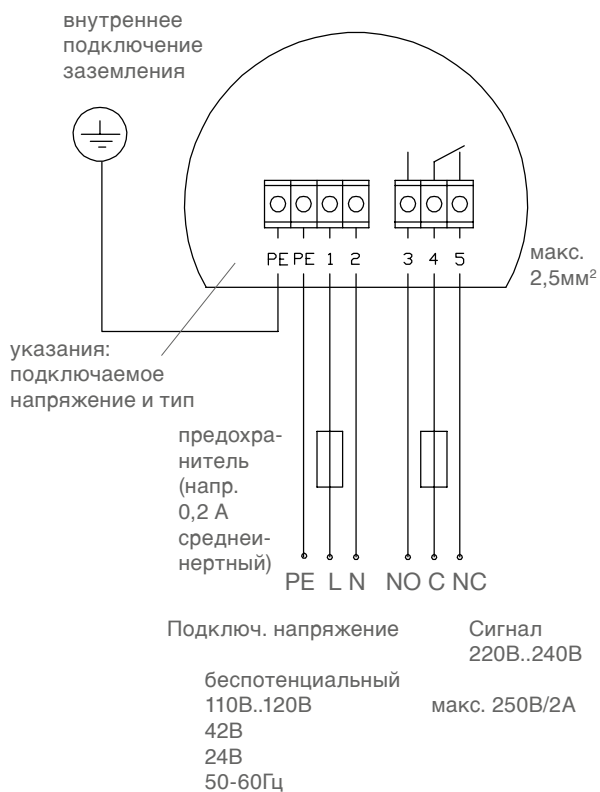 внутреннее
подключение
заземления
PE PE 1 2 3 4 5
макс.
2,5мм²
указания:
подключаемое
напряжение и тип
предохра-
нитель
(напр.
0,2 А
среднеи-
нертный)
PE L N NO C NC
Подключ. напряжение Сигнал
220В..240В
беспотенциальный
110В..120В макс. 250В/2А
42В
24В
50-60Гц